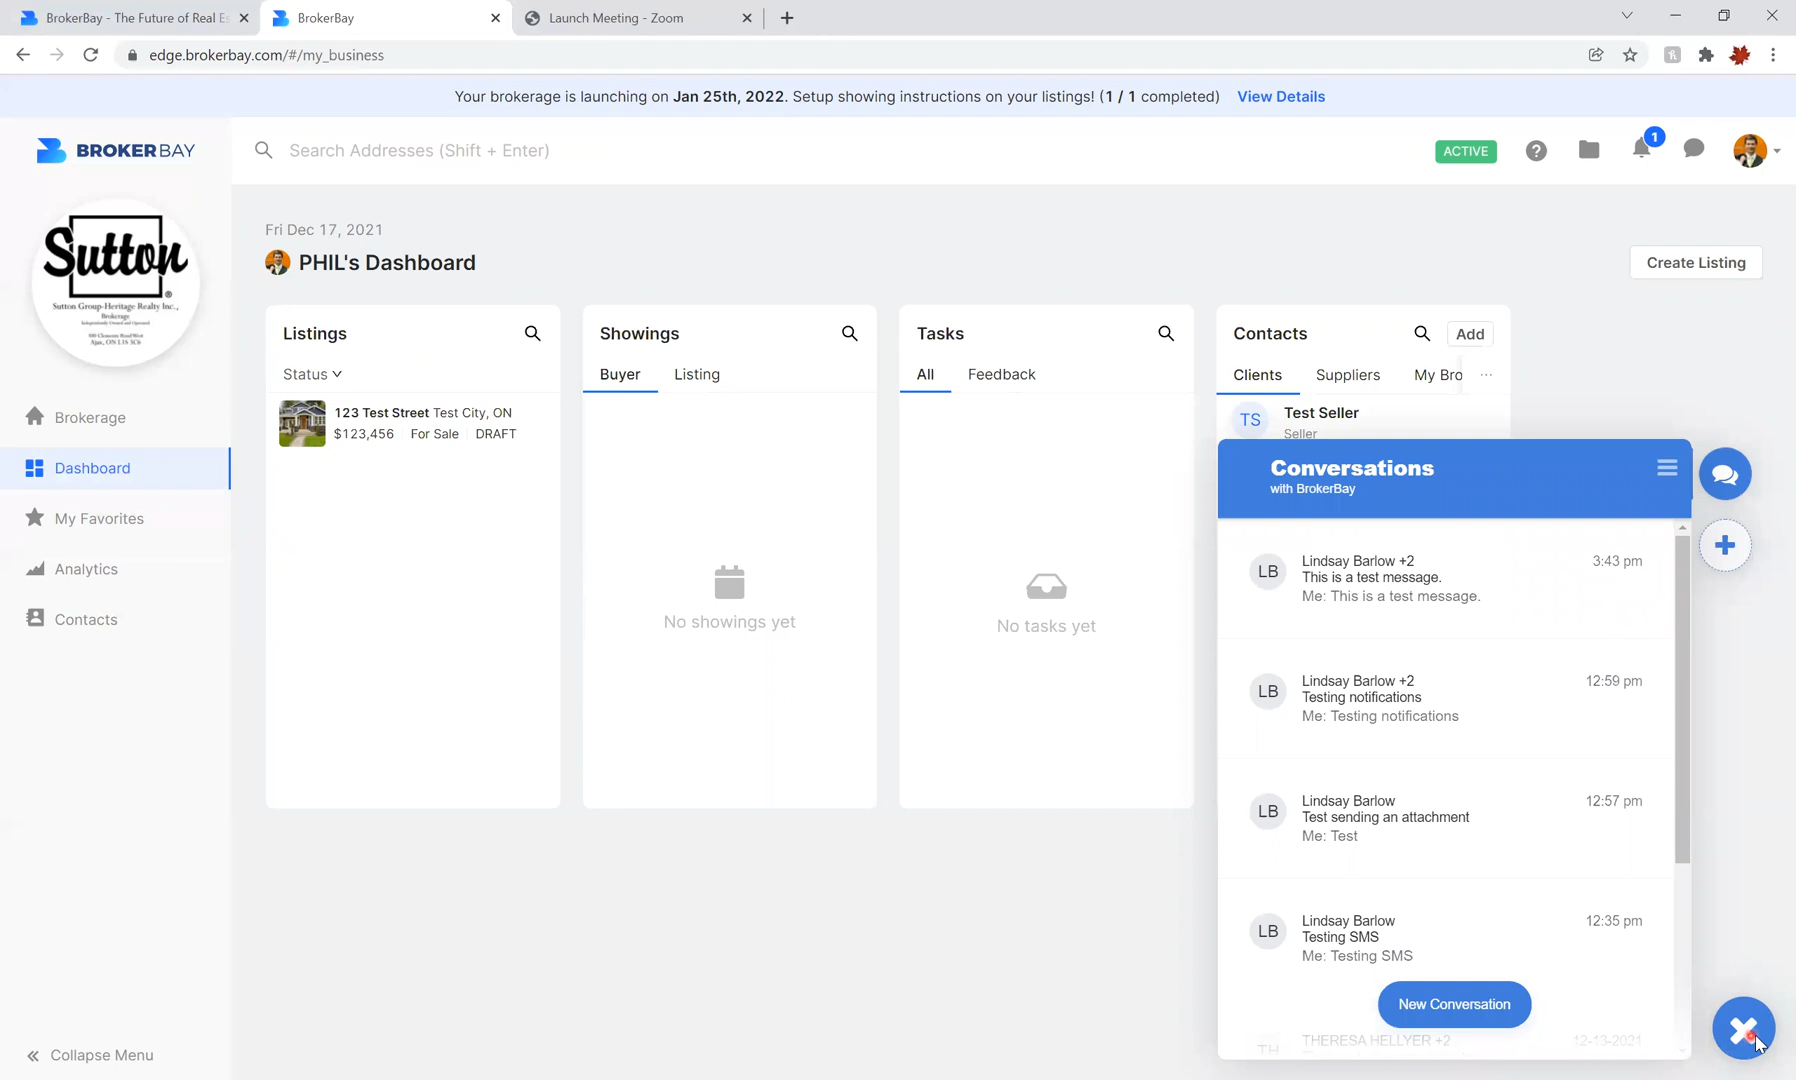 BrokerBay - The Future of Real Es
BrokerBay
Launch Meeting - Zoom
edge.brokerbay.com/#/my_business
Your brokerage is launching on Jan 25th, 2022. Setup showing instructions on your listings! (1 / 1 completed) View Details
BROKERBAY
Search Addresses (Shift + Enter)
ACTIVE
1
Sutton
Sutton Group-Heritage Realty Inc.,
Brokerage
Independently Owned and Operated
Ajax, ON L1S 3C6
Brokerage
Dashboard
My Favorites
Analytics
Contacts
Collapse Menu
Fri Dec 17, 2021
PHIL's Dashboard
Create Listing
Listings
Status
123 Test Street Test City, ON
$123,456 For Sale DRAFT
Showings
Buyer Listing
No showings yet
Tasks
All Feedback
No tasks yet
Contacts
Add
Clients Suppliers My Bro ...
TS
Test Seller
Seller
Conversations
with BrokerBay
LB
Lindsay Barlow +2 3:43 pm
This is a test message.
Me: This is a test message.
LB
Lindsay Barlow +2 12:59 pm
Testing notifications
Me: Testing notifications
LB
Lindsay Barlow 12:57 pm
Test sending an attachment
Me: Test
LB
Lindsay Barlow 12:35 pm
Testing SMS
Me: Testing SMS
New Conversation
TH
THERESA HELLYER +2 12-13-2021